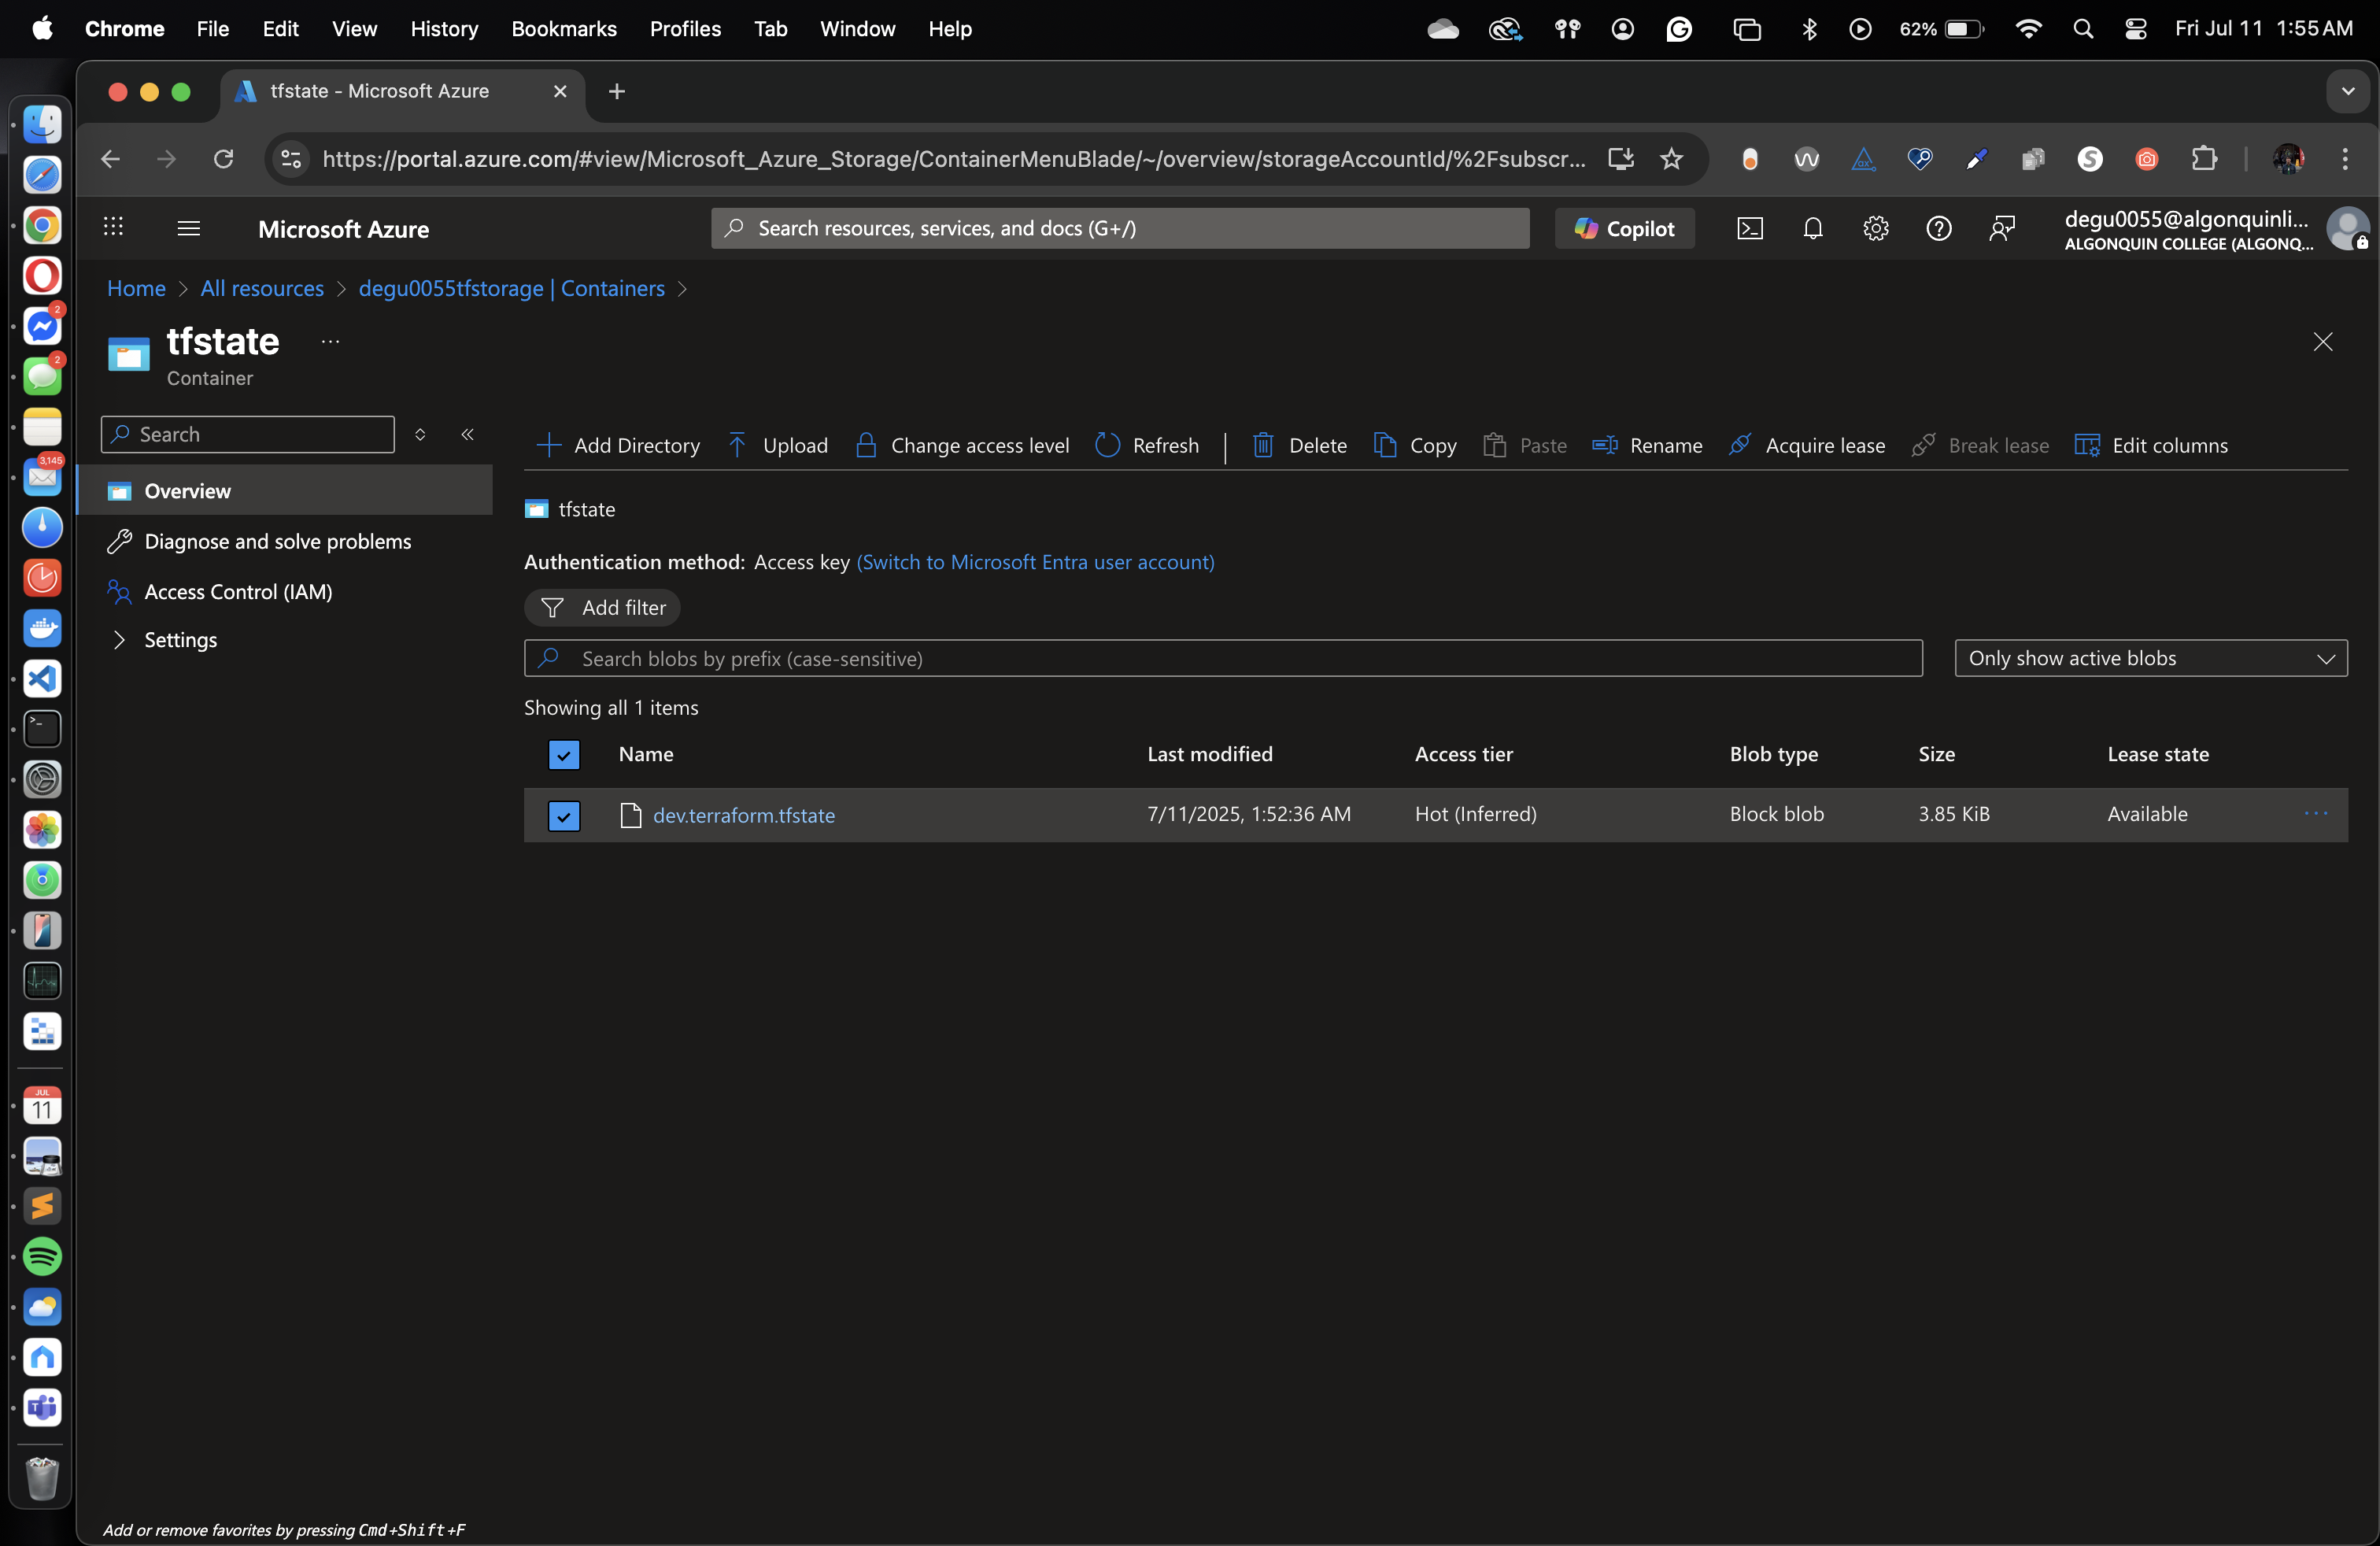 Chrome File Edit View History Bookmarks Profiles Tab Window Help 62% Fri Jul 11 1:55 AM
tfstate - Microsoft Azure
https://portal.azure.com/#view/Microsoft_Azure_Storage/ContainerMenuBlade/~/overview/storageAccountId/%2Fsubscr...
Microsoft Azure Search resources, services, and docs (G+/) Copilot degu0055@algonquinli...
ALGONQUIN COLLEGE (ALGONQ...
Home > All resources > degu0055tfstorage | Containers >
tfstate ...
Container
Search
Add Directory Upload Change access level Refresh | Delete Copy Paste Rename Acquire lease Break lease Edit columns
Overview
Diagnose and solve problems
Access Control (IAM)
Settings
tfstate
Authentication method: Access key (Switch to Microsoft Entra user account)
Add filter
Search blobs by prefix (case-sensitive) Only show active blobs
Showing all 1 items
Name Last modified Access tier Blob type Size Lease state
dev.terraform.tfstate 7/11/2025, 1:52:36 AM Hot (Inferred) Block blob 3.85 KiB Available ...
2
2
3,145
JUL
11
Add or remove favorites by pressing Cmd+Shift+F